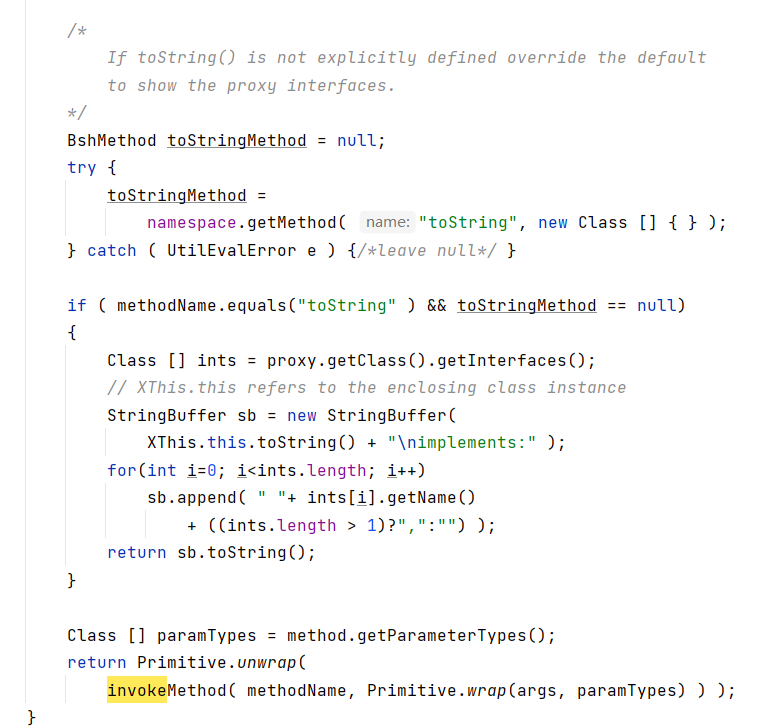 /*
If toString() is not explicitly defined override the default
to show the proxy interfaces.
*/
BshMethod toStringMethod = null;
try {
toStringMethod =
namespace.getMethod( name: "toString", new Class [] { } );
} catch ( UtilEvalError e ) {/*leave null*/ }
if ( methodName.equals("toString" ) && toStringMethod == null)
{
Class [] ints = proxy.getClass().getInterfaces();
// XThis.this refers to the enclosing class instance
StringBuffer sb = new StringBuffer(
XThis.this.toString() + "\nimplements:" );
for(int i=0; i<ints.length; i++)
sb.append( " "+ ints[i].getName()
+ ((ints.length > 1)?",":"") );
return sb.toString();
}
Class [] paramTypes = method.getParameterTypes();
return Primitive.unwrap(
invokeMethod( methodName, Primitive.wrap(args, paramTypes) ) );
}